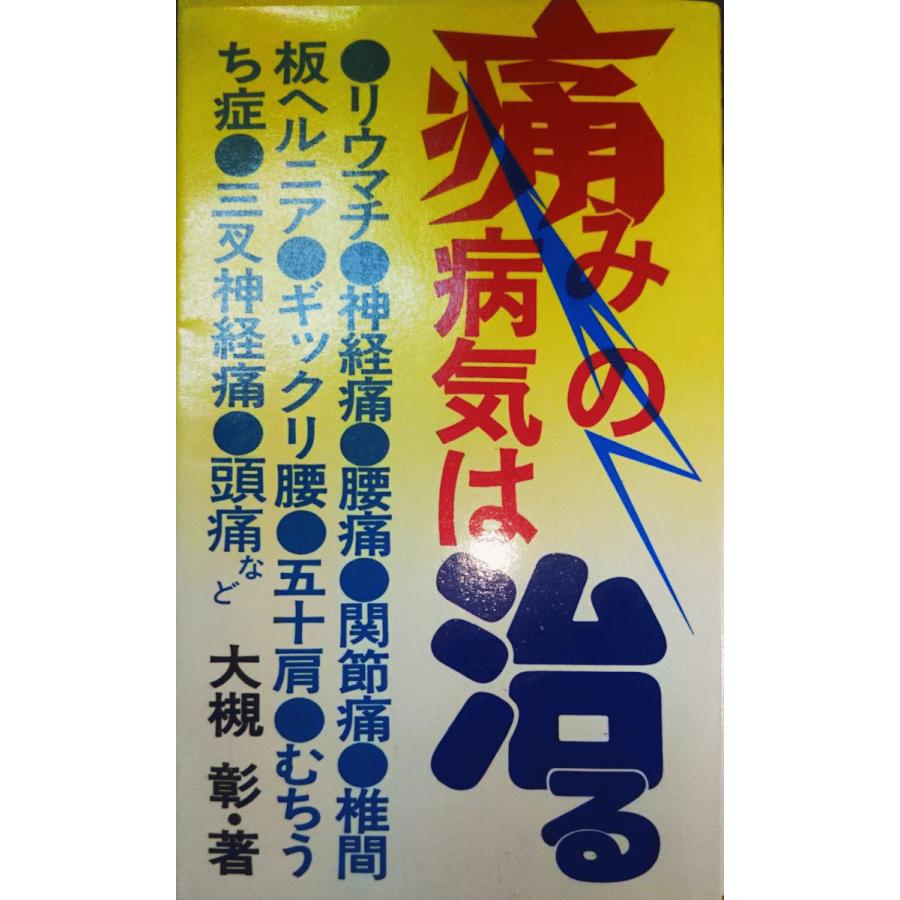 痛みの
病気は
治る
●リウマチ●神経痛●腰痛●関節痛●椎間
板ヘルニア●ギックリ腰●五十肩●むちう
ち症●三叉神経痛●頭痛など
大槻 彰・著